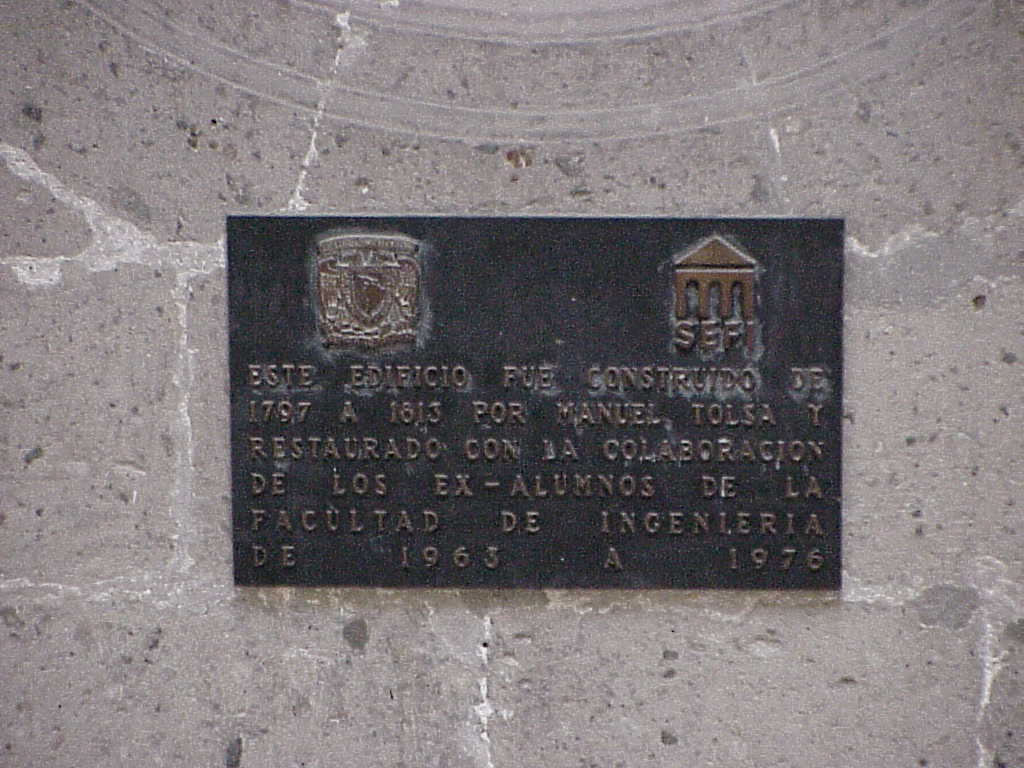 SEFI
ESTE EDIFICIO FUE CONSTRUIDO DE
1797 A 1813 POR MANUEL TOLSA Y
RESTAURADO CON LA COLABORACION
DE LOS EX-ALUMNOS DE LA
FACULTAD DE INGENIERIA
DE 1963 A 1976